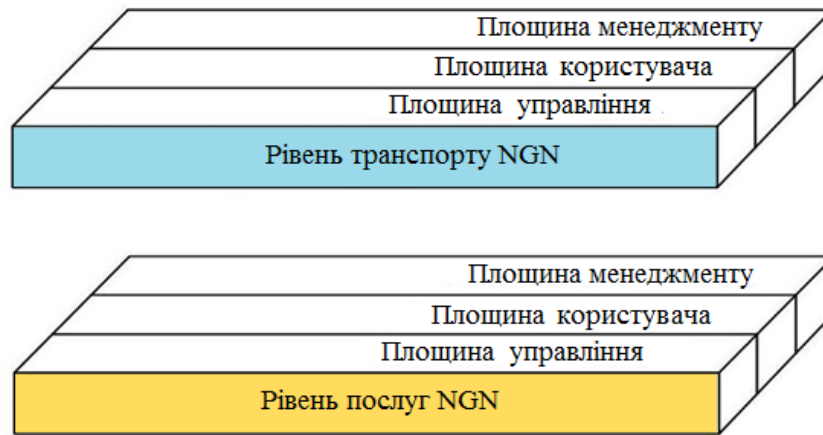 Площина менеджменту
Площина користувача
Площина управління
Рівень транспорту NGN
Площина менеджменту
Площина користувача
Площина управління
Рівень послуг NGN